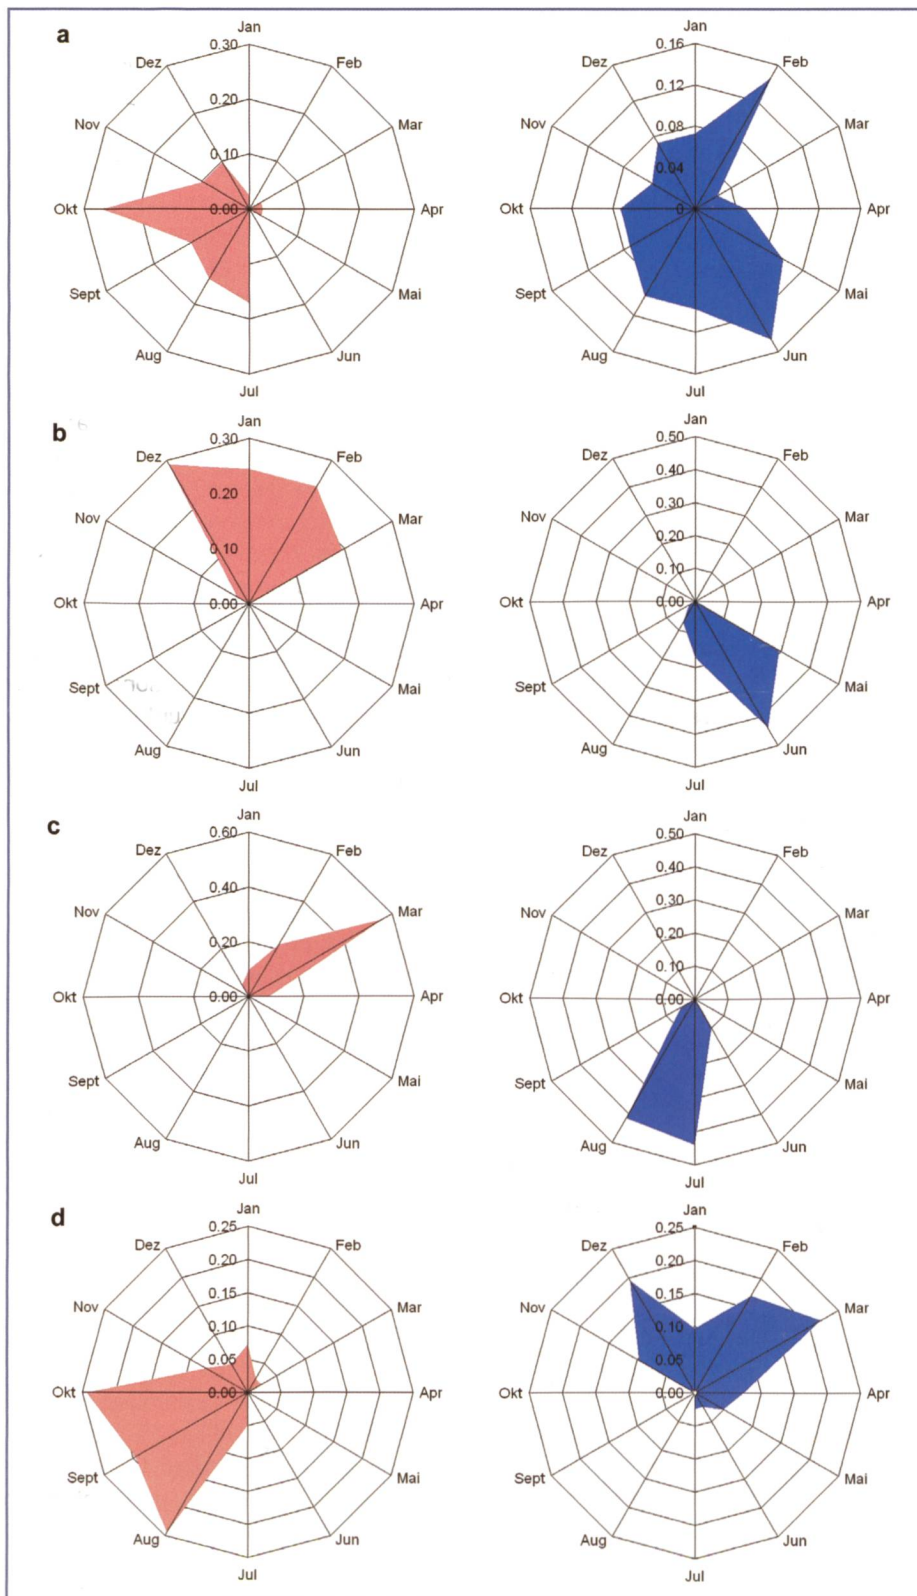 a
Jan
0.30
Dez
Feb
0.20
Nov
Mar
0.10
Okt
0.00
Apr
Sept
Mai
Aug
Jun
Jul
Jan
0.16
Dez
Feb
0.12
Nov
Mar
0.08
0.04
Okt
0
Apr
Sept
Mai
Aug
Jun
Jul
b
Jan
0.30
Dez
Feb
0.20
Nov
Mar
0.10
Okt
0.00
Apr
Sept
Mai
Aug
Jun
Jul
Jan
0.50
Dez
Feb
0.40
0.30
Nov
Mar
0.20
0.10
Okt
0.00
Apr
Sept
Mai
Aug
Jun
Jul
c
Jan
0.60
Dez
Feb
0.40
Nov
Mar
0.20
Okt
0.00
Apr
Sept
Mai
Aug
Jun
Jul
Jan
0.50
Dez
Feb
0.40
0.30
Nov
Mar
0.20
0.10
Okt
0.00
Apr
Sept
Mai
Aug
Jun
Jul
d
Jan
0.25
Dez
Feb
0.20
0.15
Nov
Mar
0.10
0.05
Okt
0.00
Apr
Sept
Mai
Aug
Jun
Jul
Jan
0.25
Dez
Feb
0.20
0.15
Nov
Mar
0.10
0.05
Okt
0.00
Apr
Sept
Mai
Aug
Jun
Jul